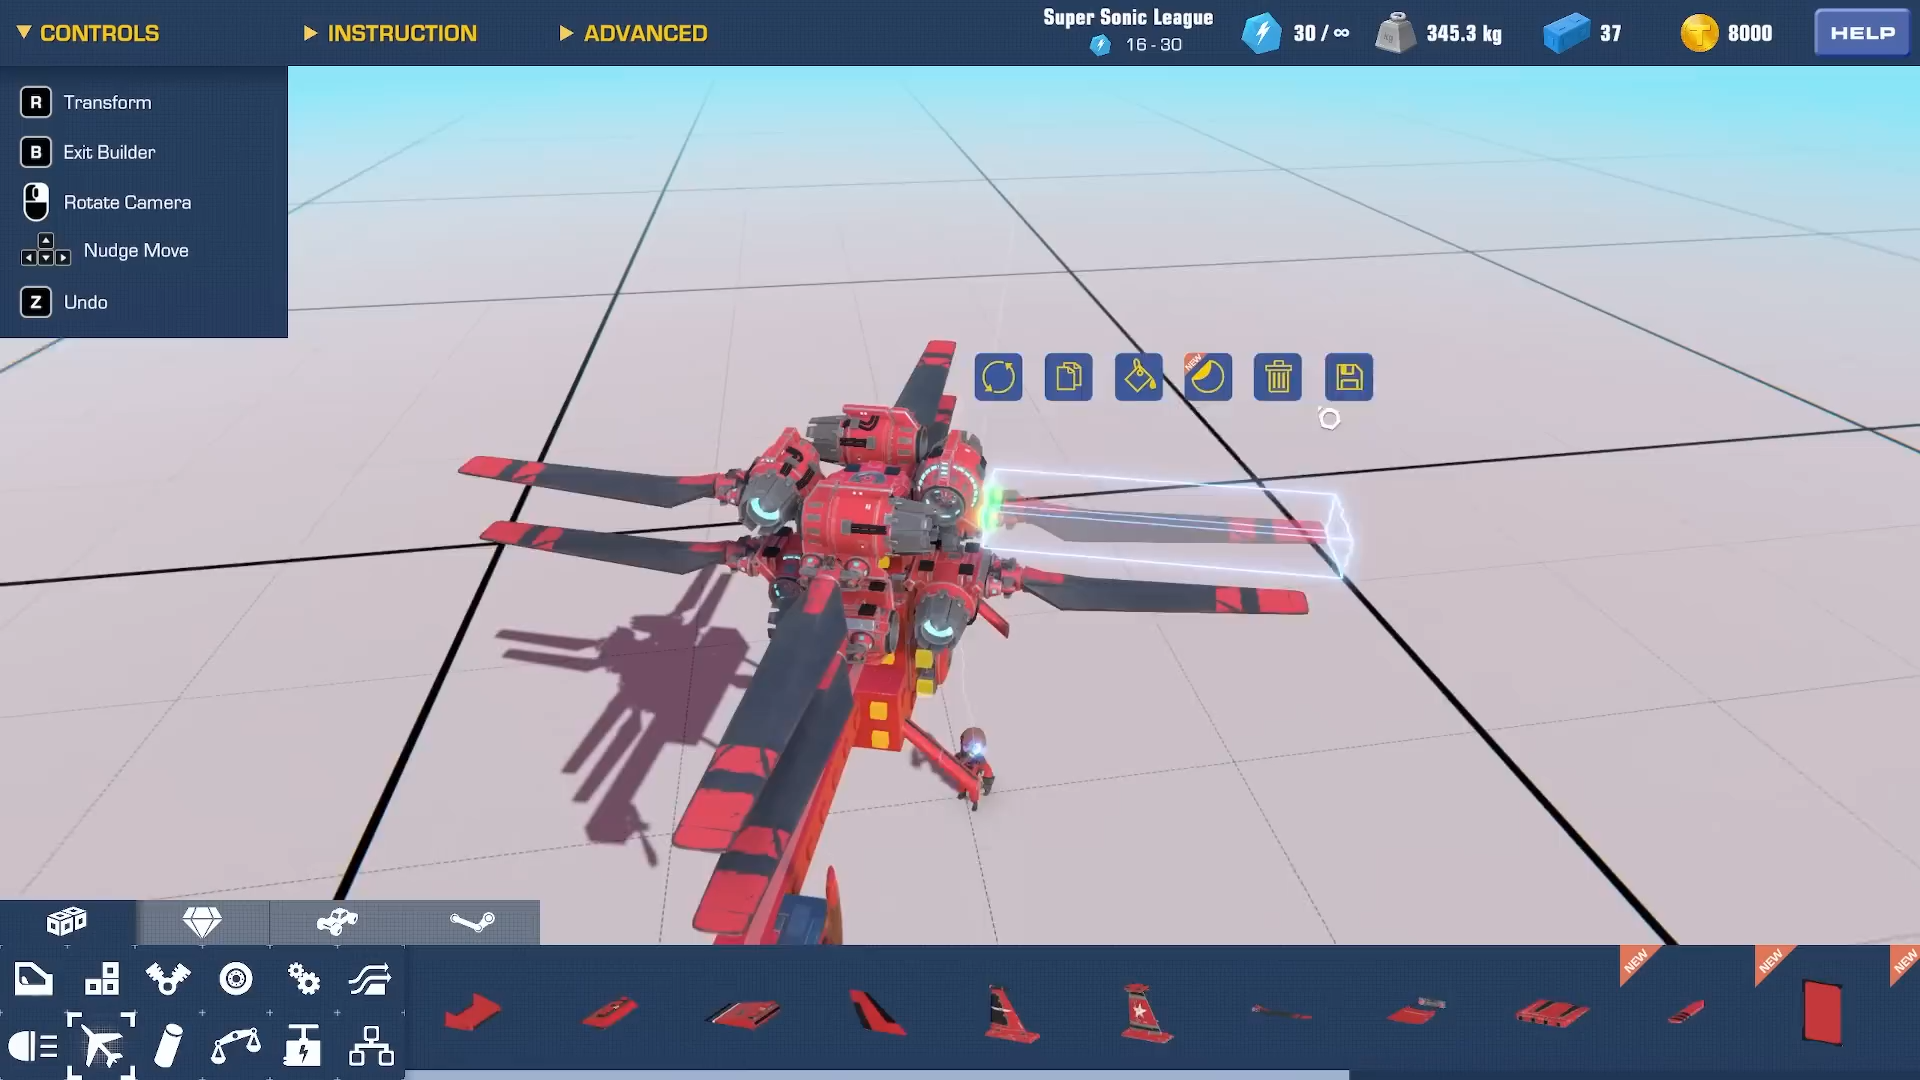 CONTROLS
INSTRUCTION
ADVANCED
Super Sonic League
16 - 30
30 / ∞
345.3 kg
37
8000
HELP
R Transform
B Exit Builder
Rotate Camera
Nudge Move
Z Undo
NEW
NEW
NEW
NEW